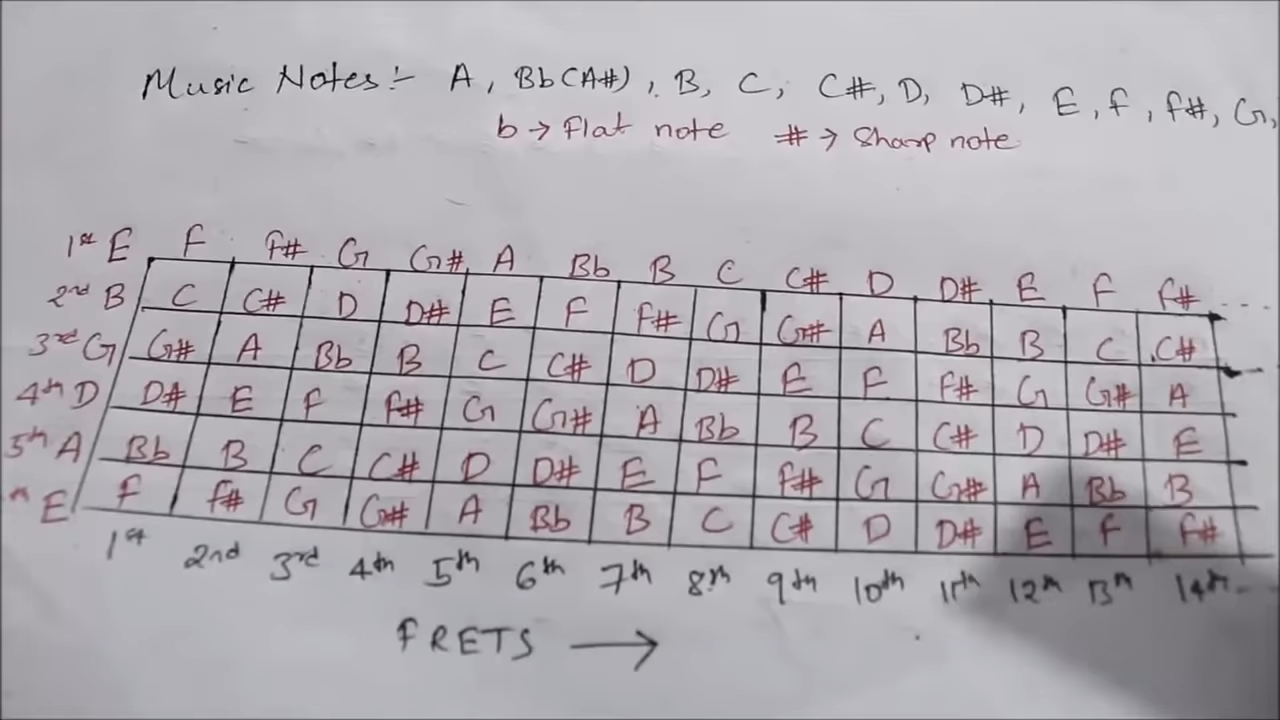 Music Notes:- A, Bb(A#), B, C, C#, D, D#, E, F, F#, G,
b → Flat note # → Sharp note
1st E F F# G G# A Bb B C C# D D# E F F#
2nd B C C# D D# E F F# G G# A Bb B C C#
3rd G G# A Bb B C C# D D# E F F# G G# A
4th D D# E F F# G G# A Bb B C C# D D# E
5th A Bb B C C# D D# E F F# G G# A Bb B
E F F# G G# A Bb B C C# D D# E F F#
1st 2nd 3rd 4th 5th 6th 7th 8th 9th 10th 11th 12th 13th 14th
FRETS →